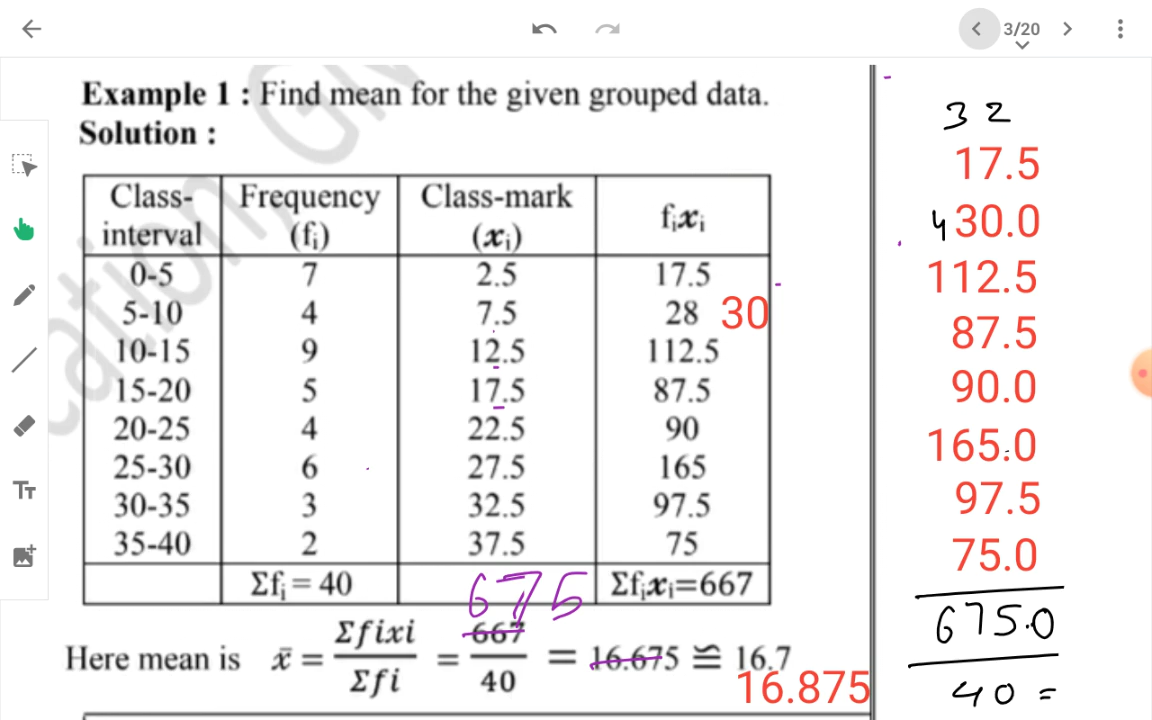 3/20
Example 1 : Find mean for the given grouped data.
Solution :
Class-interval Frequency (fᵢ) Class-mark (xᵢ) fᵢxᵢ
0-5 7 2.5 17.5
5-10 4 7.5 28 30
10-15 9 12.5 112.5
15-20 5 17.5 87.5
20-25 4 22.5 90
25-30 6 27.5 165
30-35 3 32.5 97.5
35-40 2 37.5 75
Σfᵢ = 40 Σfᵢxᵢ=667
675
Here mean is x̄ = Σfixi / Σfi = 667 / 40 = 16.675 ≌ 16.7
16.875
3 2
17.5
4 30.0
112.5
87.5
90.0
165.0
97.5
75.0
675.0
40 =
Tт